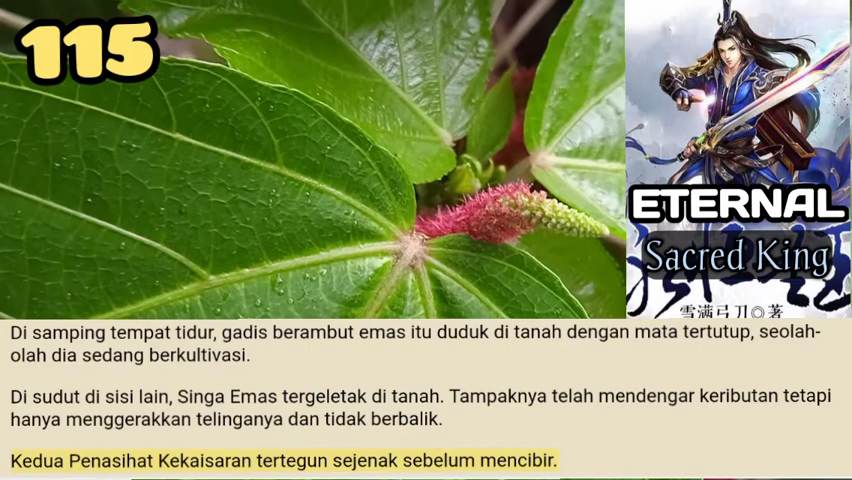 115
ETERNAL
Sacred King
雪满弓刀◎著
Di samping tempat tidur, gadis berambut emas itu duduk di tanah dengan mata tertutup, seolah-
olah dia sedang berkultivasi.
Di sudut di sisi lain, Singa Emas tergeletak di tanah. Tampaknya telah mendengar keributan tetapi
hanya menggerakkan telinganya dan tidak berbalik.
Kedua Penasihat Kekaisaran tertegun sejenak sebelum mencibir.